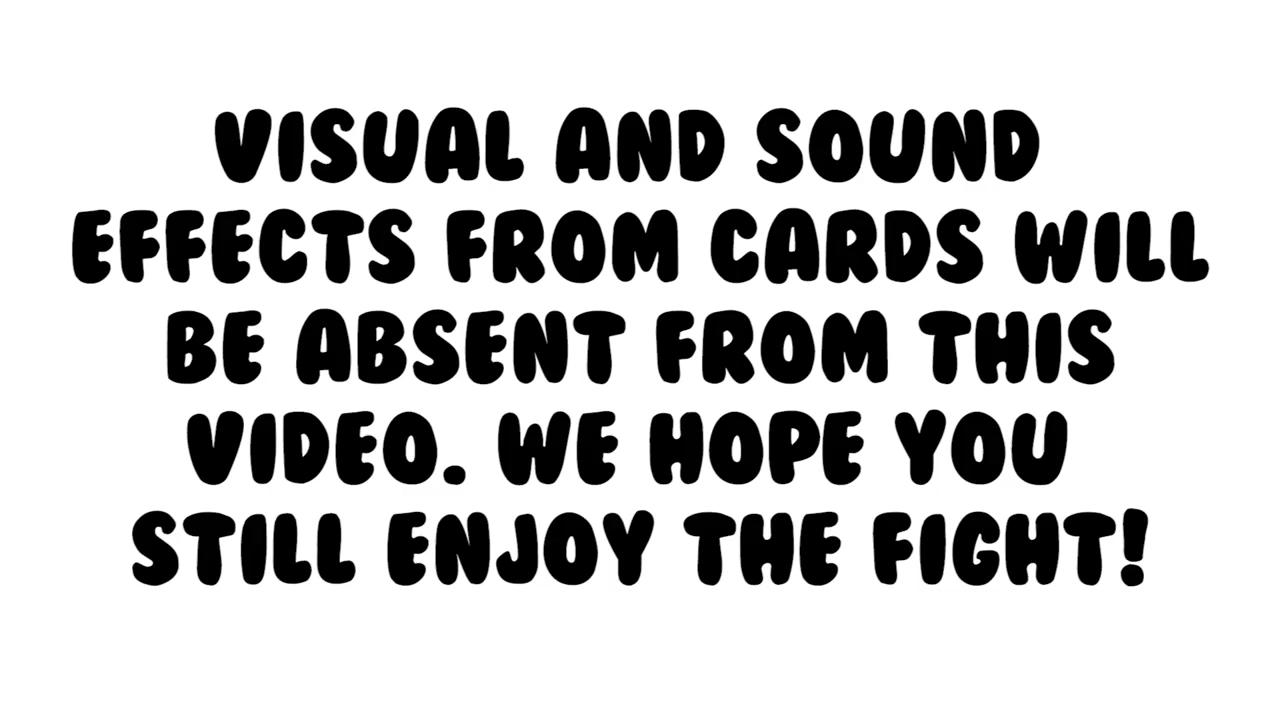 VISUAL AND SOUND
EFFECTS FROM CARDS WILL
BE ABSENT FROM THIS
VIDEO. WE HOPE YOU
STILL ENJOY THE FIGHT!